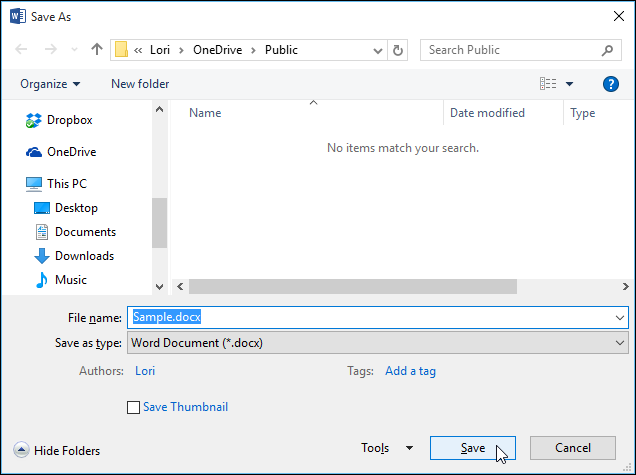 Save As
« Lori > OneDrive > Public
Search Public
Organize
New folder
?
Name
Date modified
Type
Dropbox
OneDrive
This PC
Desktop
Documents
Downloads
Music
No items match your search.
File name: Sample.docx
Save as type: Word Document (*.docx)
Authors: Lori
Tags: Add a tag
Save Thumbnail
Hide Folders
Tools
Save
Cancel